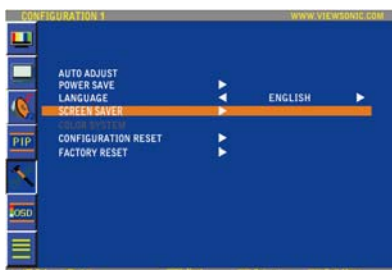 CONFIGURATION 1 WWW.VIEWSONIC.COM
AUTO ADJUST
POWER SAVE
LANGUAGE ENGLISH
SCREEN SAVER
COLOR SYSTEM
PIP
CONFIGURATION RESET
FACTORY RESET
OSD